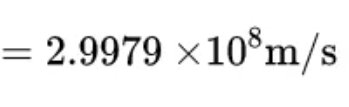 = 2.9979 ×10⁸m/s